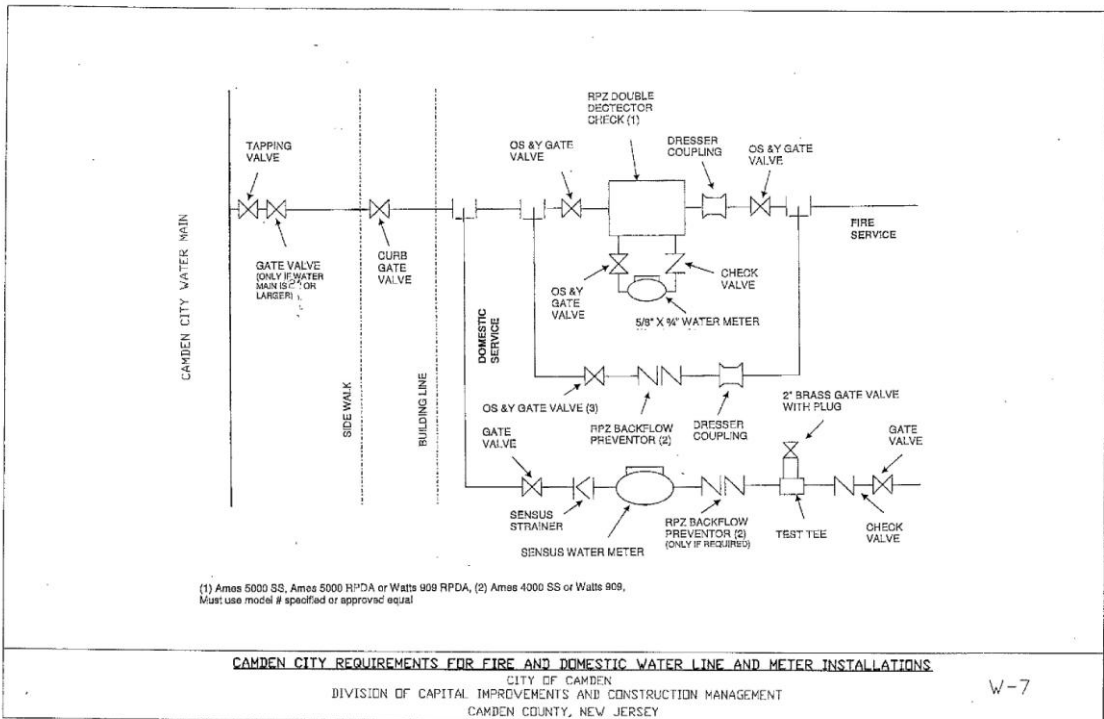 RPZ DOUBLE
DECTECTOR
CHECK (1)
TAPPING
VALVE
OS &Y GATE
VALVE
DRESSER
COUPLING
OS &Y GATE
VALVE
FIRE
SERVICE
GATE VALVE
(ONLY IF WATER
MAIN IS OR
LARGER)
CURB
GATE
VALVE
OS &Y
GATE
VALVE
CHECK
VALVE
5/8" X ¾" WATER METER
CAMDEN CITY WATER MAIN
SIDE WALK
BUILDING LINE
DOMESTIC
SERVICE
OS &Y GATE VALVE (3)
RPZ BACKFLOW
PREVENTOR (2)
DRESSER
COUPLING
2" BRASS GATE VALVE
WITH PLUG
GATE
VALVE
GATE
VALVE
SENSUS
STRAINER
SENSUS WATER METER
RPZ BACKFLOW
PREVENTOR (2)
(ONLY IF REQUIRED)
TEST TEE
CHECK
VALVE
(1) Ames 5000 SS, Ames 5000 RPDA or Watts 909 RPDA, (2) Ames 4000 SS or Watts 909,
Must use model # specified or approved equal
CAMDEN CITY REQUIREMENTS FOR FIRE AND DOMESTIC WATER LINE AND METER INSTALLATIONS
CITY OF CAMDEN
DIVISION OF CAPITAL IMPROVEMENTS AND CONSTRUCTION MANAGEMENT
CAMDEN COUNTY, NEW JERSEY
W-7